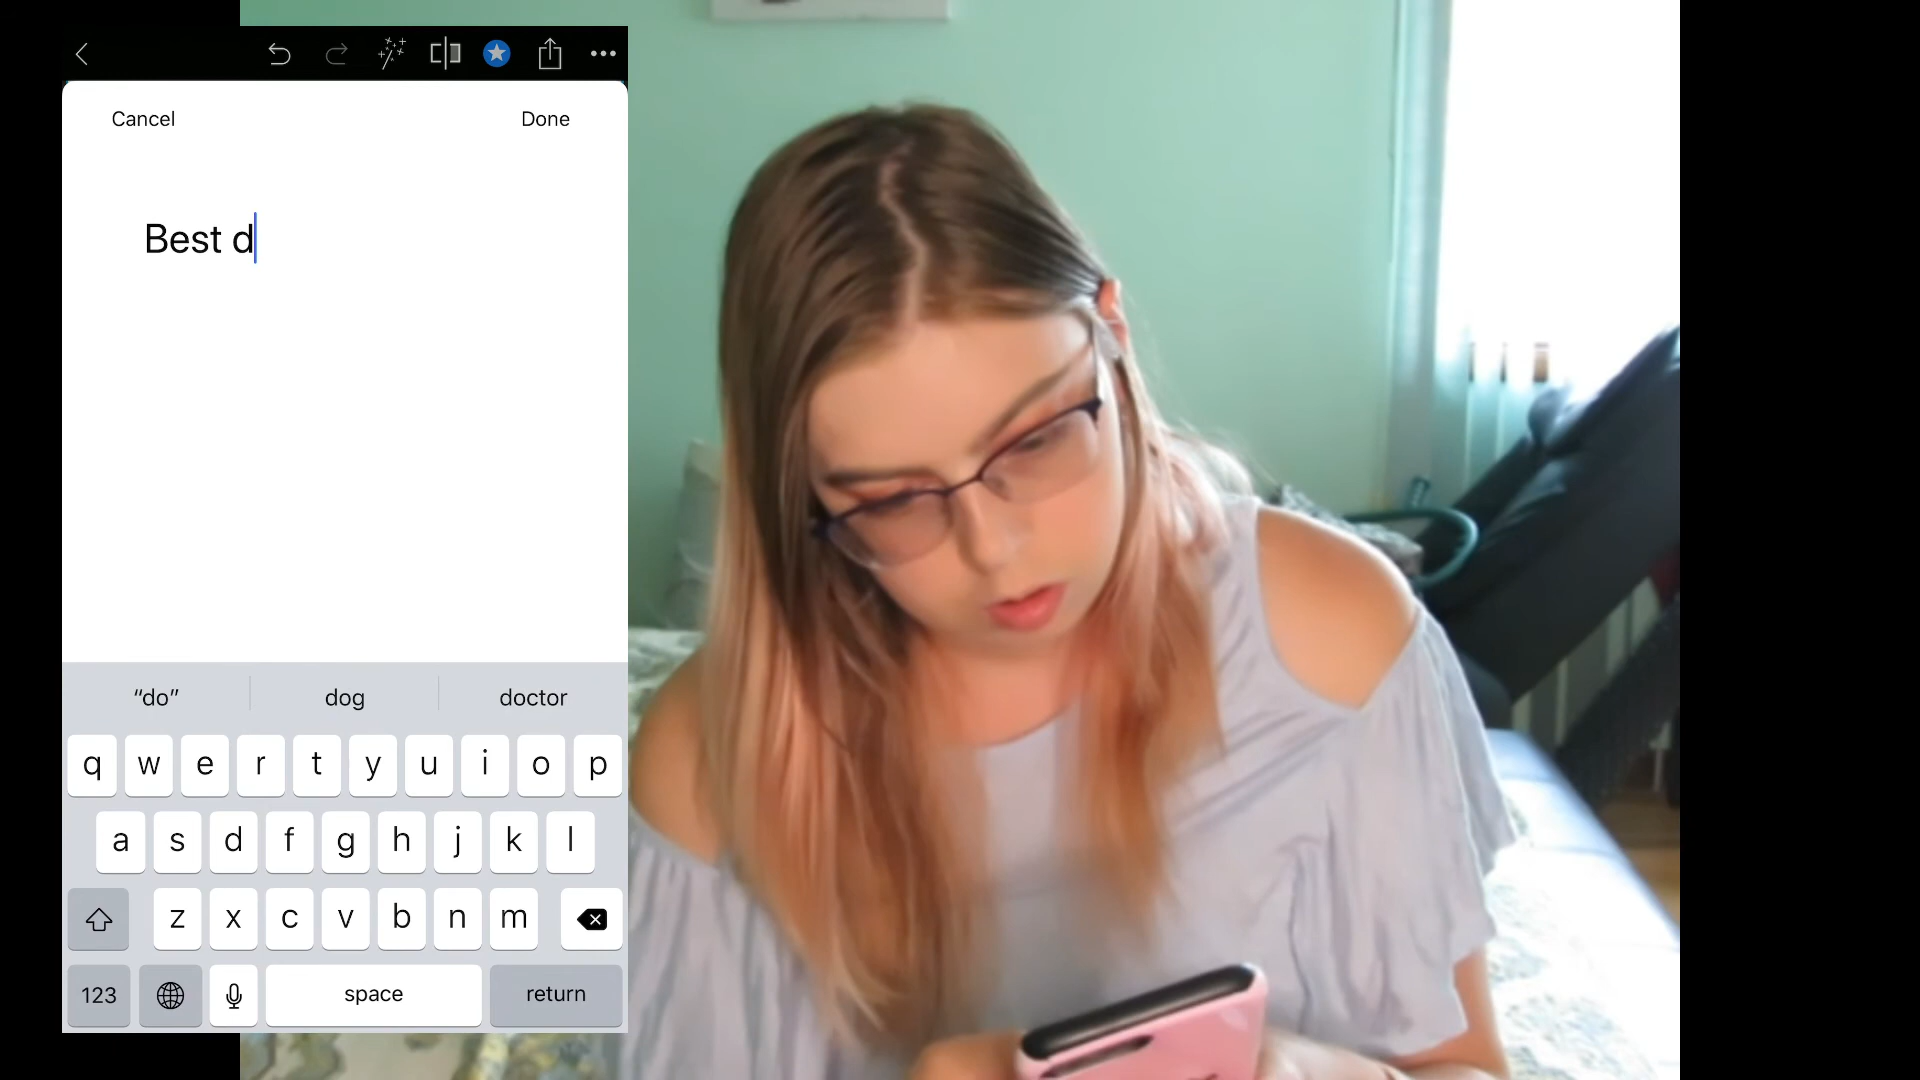 Cancel Done
Best d
“do” dog doctor
q w e r t y u i o p
a s d f g h j k l
z x c v b n m
123 space return